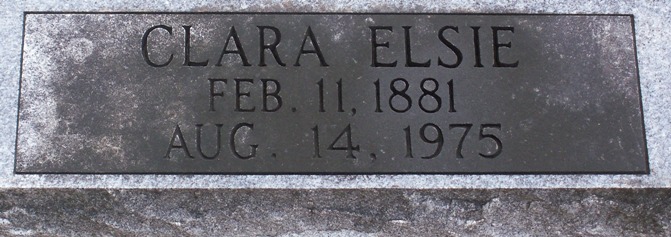 CLARA ELSIE
FEB. 11, 1881
AUG. 14, 1975